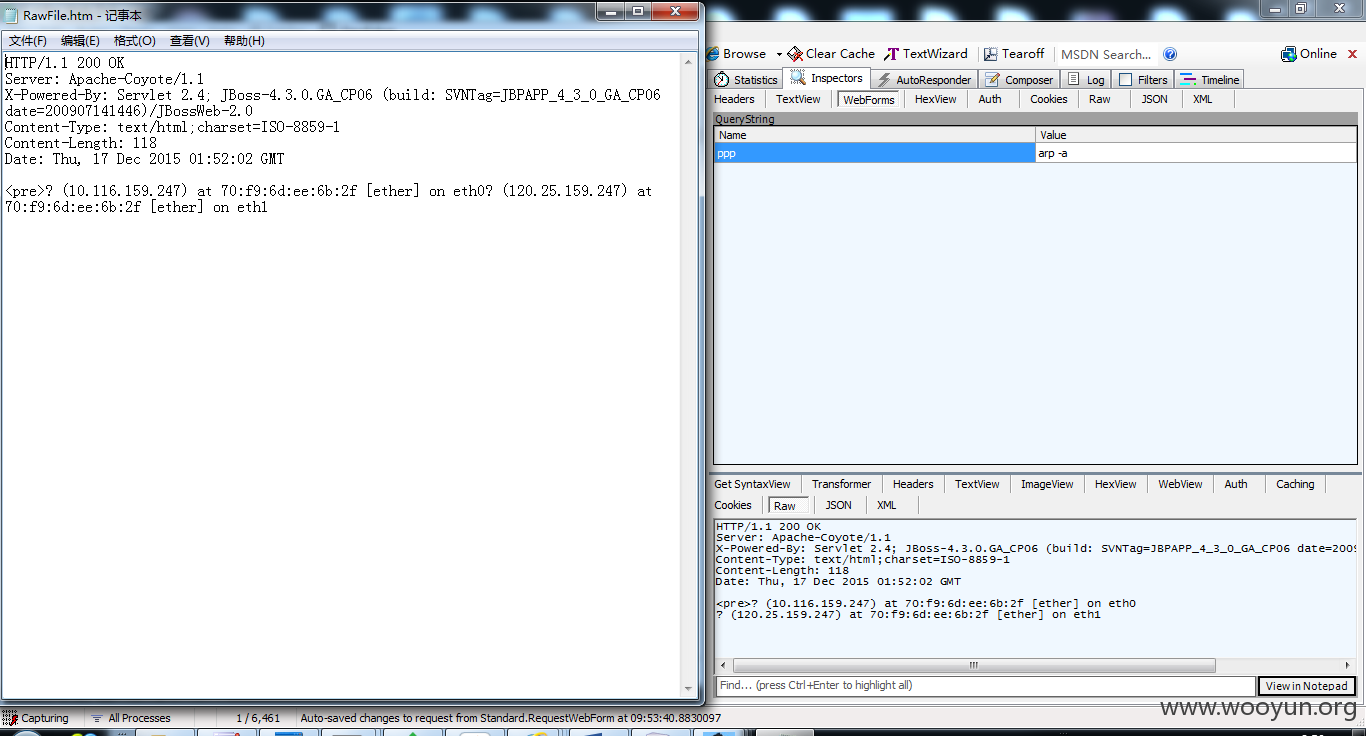 RawFile.htm - 记事本
文件(F) 编辑(E) 格式(O) 查看(V) 帮助(H)
HTTP/1.1 200 OK
Server: Apache-Coyote/1.1
X-Powered-By: Servlet 2.4; JBoss-4.3.0.GA_CP06 (build: SVNTag=JBPAPP_4_3_0_GA_CP06
date=200907141446)/JBossWeb-2.0
Content-Type: text/html;charset=ISO-8859-1
Content-Length: 118
Date: Thu, 17 Dec 2015 01:52:02 GMT
<pre>? (10.116.159.247) at 70:f9:6d:ee:6b:2f [ether] on eth0? (120.25.159.247) at
70:f9:6d:ee:6b:2f [ether] on eth1
Browse Clear Cache TextWizard Tearoff MSDN Search... Online
Statistics Inspectors AutoResponder Composer Log Filters Timeline
Headers TextView WebForms HexView Auth Cookies Raw JSON XML
QueryString
Name Value
ppp arp -a
Get SyntaxView Transformer Headers TextView ImageView HexView WebView Auth Caching
Cookies Raw JSON XML
HTTP/1.1 200 OK
Server: Apache-Coyote/1.1
X-Powered-By: Servlet 2.4; JBoss-4.3.0.GA_CP06 (build: SVNTag=JBPAPP_4_3_0_GA_CP06 date=2009
Content-Type: text/html;charset=ISO-8859-1
Content-Length: 118
Date: Thu, 17 Dec 2015 01:52:02 GMT
<pre>? (10.116.159.247) at 70:f9:6d:ee:6b:2f [ether] on eth0
? (120.25.159.247) at 70:f9:6d:ee:6b:2f [ether] on eth1
Find... (press Ctrl+Enter to highlight all) View in Notepad
Capturing All Processes 1 / 6,461 Auto-saved changes to request from Standard.RequestWebForm at 09:53:40.8830097
www.wooyun.org